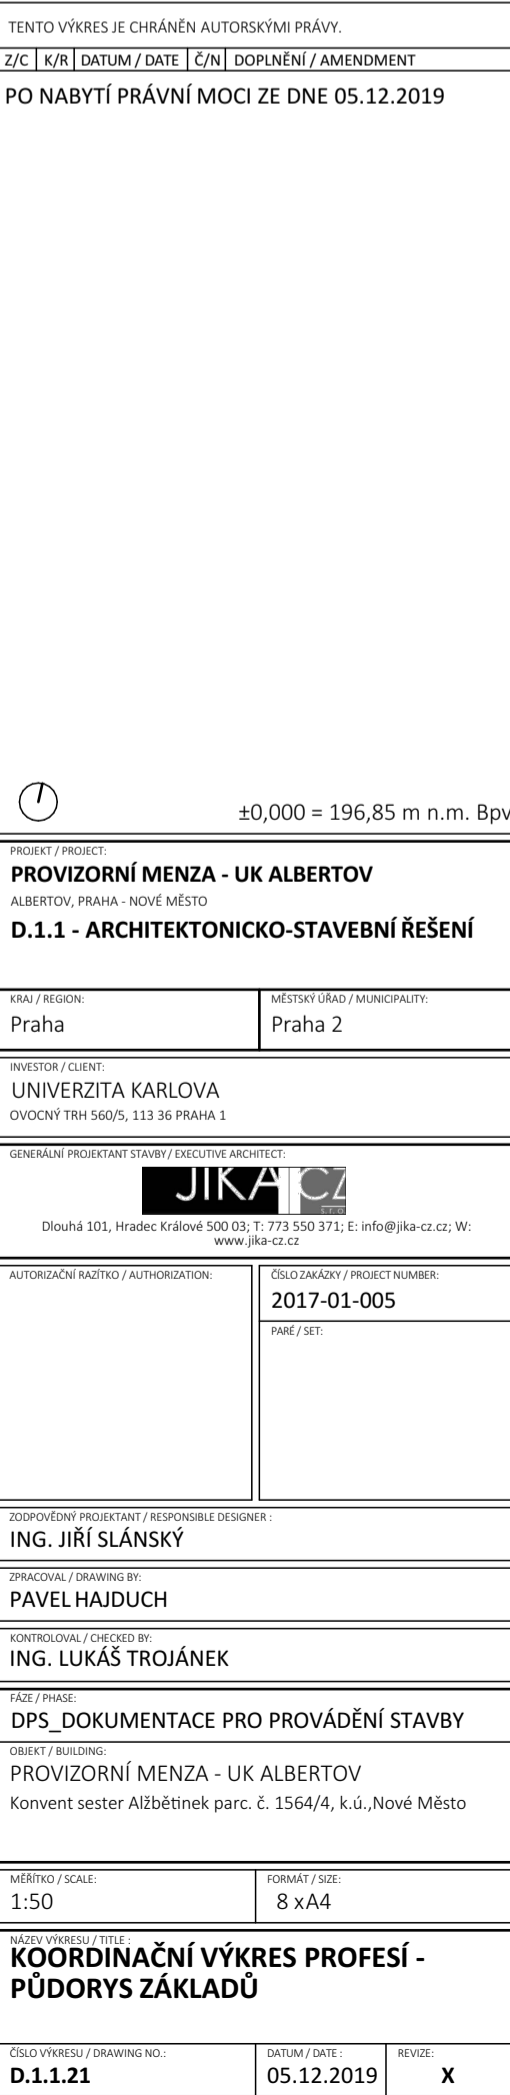 TENTO VÝKRES JE CHRÁNĚN AUTORSKÝMI PRÁVY.
Z/C K/R DATUM / DATE Č/N DOPLNĚNÍ / AMENDMENT
PO NABYTÍ PRÁVNÍ MOCI ZE DNE 05.12.2019
±0,000 = 196,85 m n.m. Bpv
PROJEKT / PROJECT:
PROVIZORNÍ MENZA - UK ALBERTOV
ALBERTOV, PRAHA - NOVÉ MĚSTO
D.1.1 - ARCHITEKTONICKO-STAVEBNÍ ŘEŠENÍ
KRAJ / REGION: MĚSTSKÝ ÚŘAD / MUNICIPALITY:
Praha Praha 2
INVESTOR / CLIENT:
UNIVERZITA KARLOVA
OVOCNÝ TRH 560/5, 113 36 PRAHA 1
GENERÁLNÍ PROJEKTANT STAVBY / EXECUTIVE ARCHITECT:
JIKA CZ
s.r.o.
Dlouhá 101, Hradec Králové 500 03; T: 773 550 371; E: info@jika-cz.cz; W:
www.jika-cz.cz
AUTORIZAČNÍ RAZÍTKO / AUTHORIZATION: ČÍSLO ZAKÁZKY / PROJECT NUMBER:
2017-01-005
PARÉ / SET:
ZODPOVĚDNÝ PROJEKTANT / RESPONSIBLE DESIGNER :
ING. JIŘÍ SLÁNSKÝ
ZPRACOVAL / DRAWING BY:
PAVEL HAJDUCH
KONTROLOVAL / CHECKED BY:
ING. LUKÁŠ TROJÁNEK
FÁZE / PHASE:
DPS_DOKUMENTACE PRO PROVÁDĚNÍ STAVBY
OBJEKT / BUILDING:
PROVIZORNÍ MENZA - UK ALBERTOV
Konvent sester Alžbětinek parc. č. 1564/4, k.ú.,Nové Město
MĚŘÍTKO / SCALE: FORMÁT / SIZE:
1:50 8 xA4
NÁZEV VÝKRESU / TITLE :
KOORDINAČNÍ VÝKRES PROFESÍ -
PŮDORYS ZÁKLADŮ
ČÍSLO VÝKRESU / DRAWING NO.: DATUM / DATE : REVIZE:
D.1.1.21 05.12.2019 X